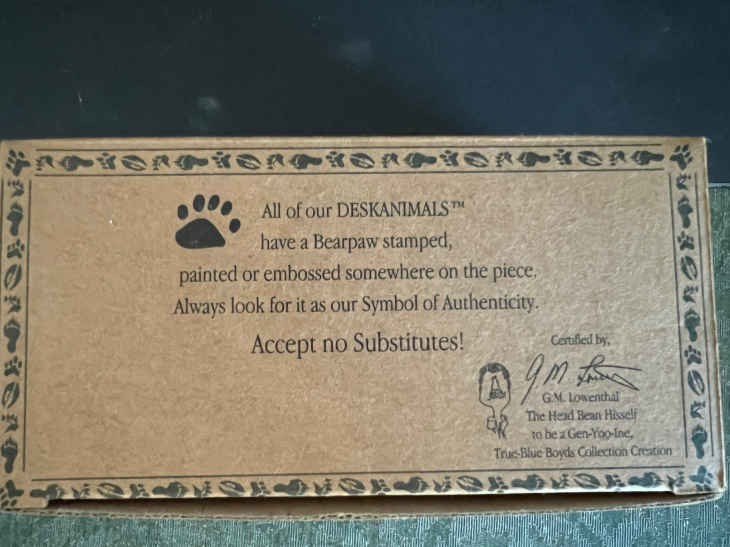 All of our DESKANIMALS™
have a Bearpaw stamped,
painted or embossed somewhere on the piece.
Always look for it as our Symbol of Authenticity.
Accept no Substitutes!
Certified by,
G.M. Lowenthal
The Head Bean Hisself
to be a Gen-Yoo-Ine,
True-Blue Boyds Collection Creation